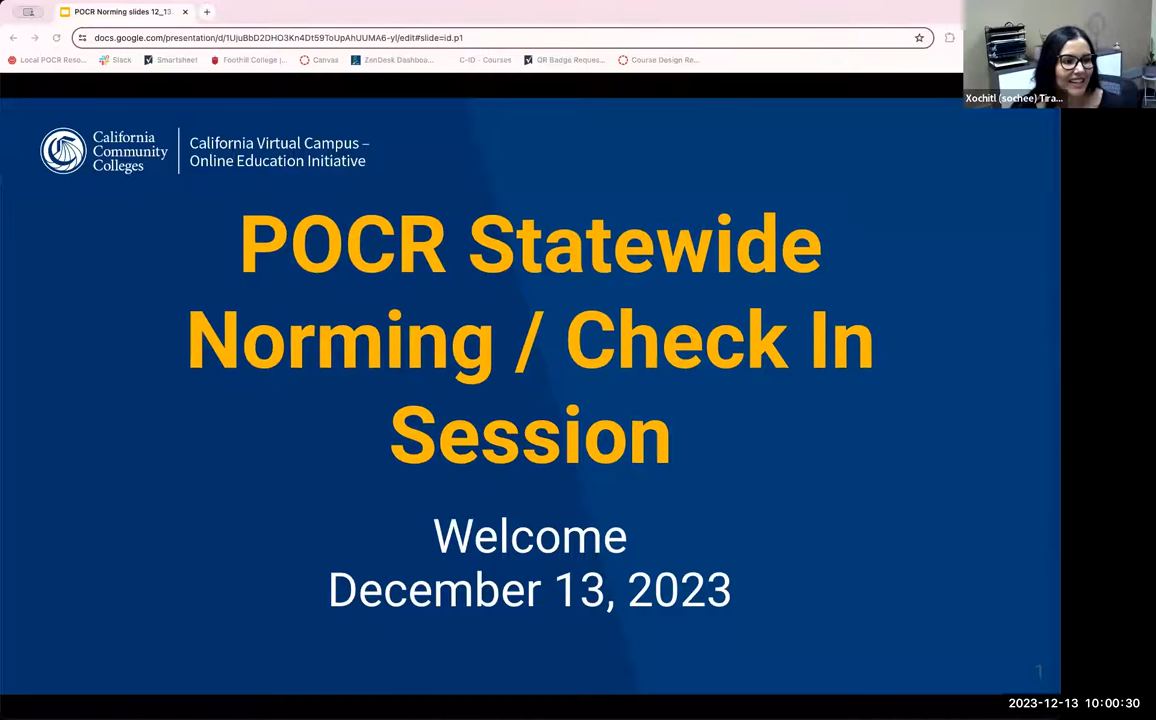 POCR Norming slides 12_13.
docs.google.com/presentation/d/1UjuBbD2DHO3Kn4Dt59ToUpAhUUMA6-yI/edit#slide=id.p1
Local POCR Reso... Slack Smartsheet Foothill College |... Canvas ZenDesk Dashboa... C-ID - Courses QR Badge Reques... Course Design Re...
Xochitl (sochee) Tira...
California
Community
Colleges
California Virtual Campus –
Online Education Initiative
POCR Statewide
Norming / Check In
Session
Welcome
December 13, 2023
1
2023-12-13 10:00:30